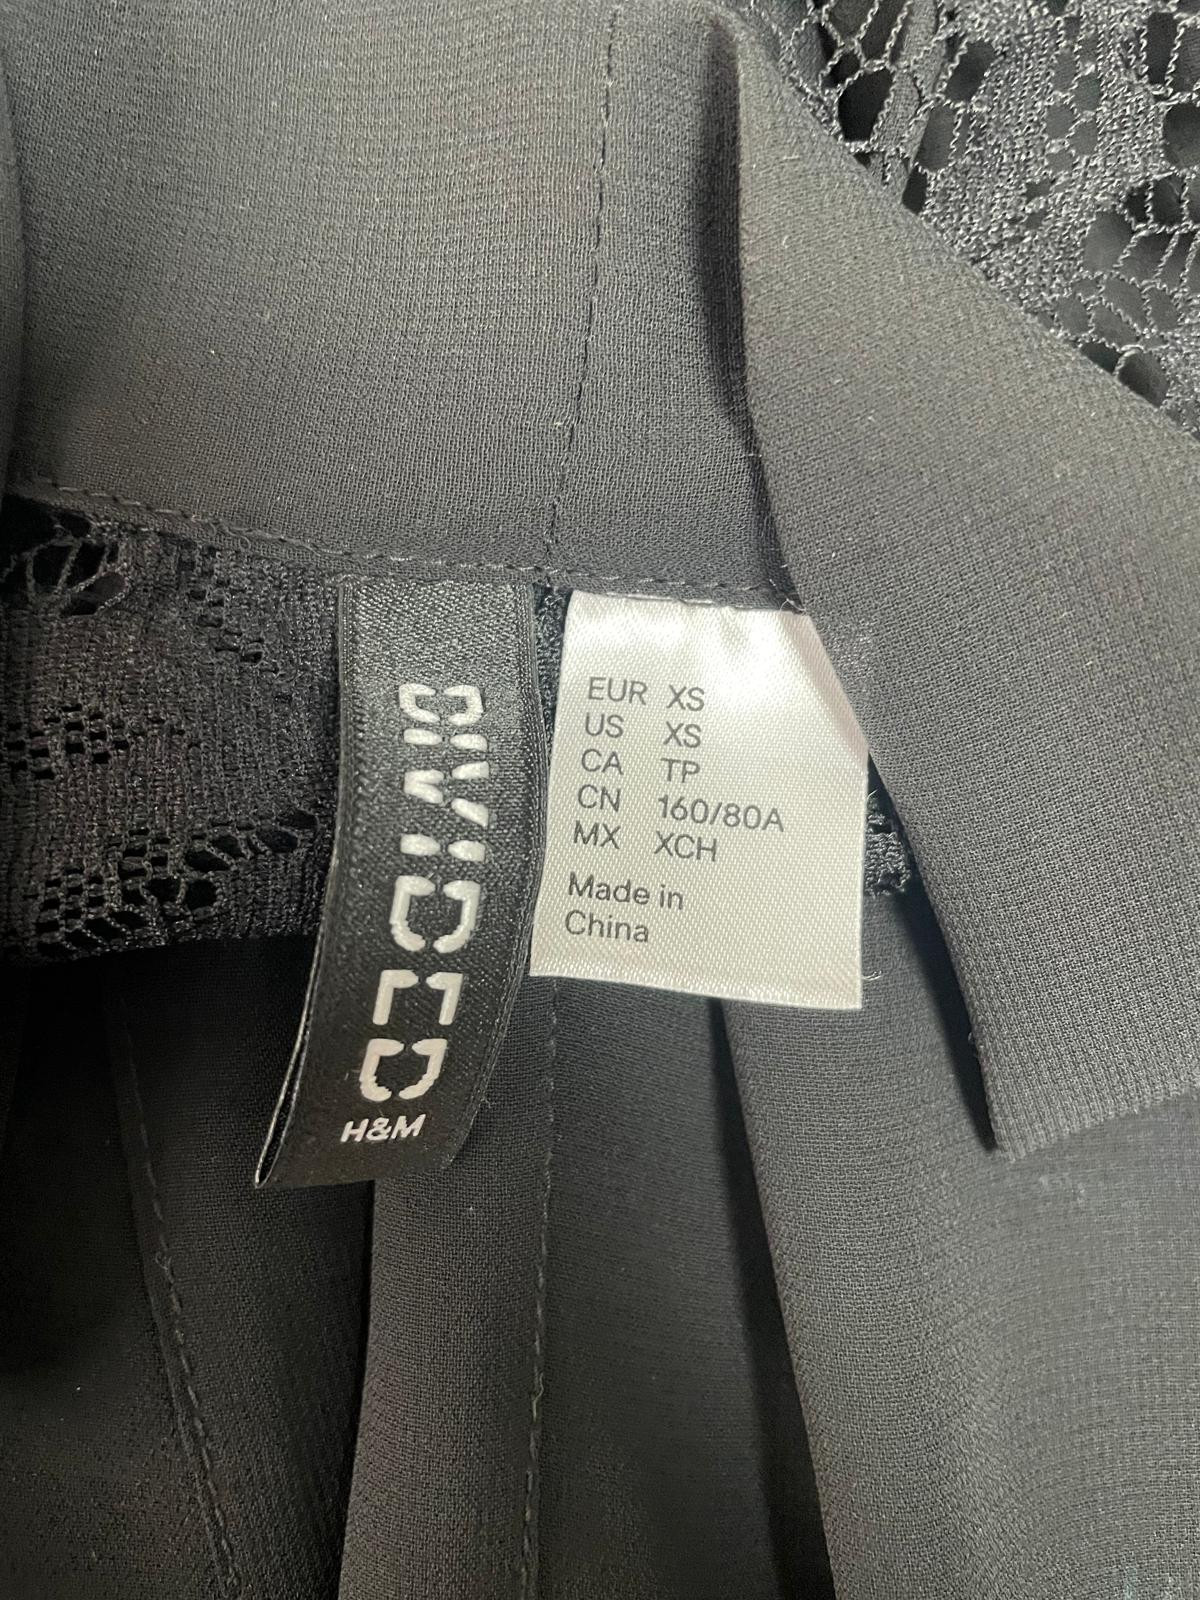 DIVIDED
H&M
EUR XS
US XS
CA TP
CN 160/80A
MX XCH
Made in
China